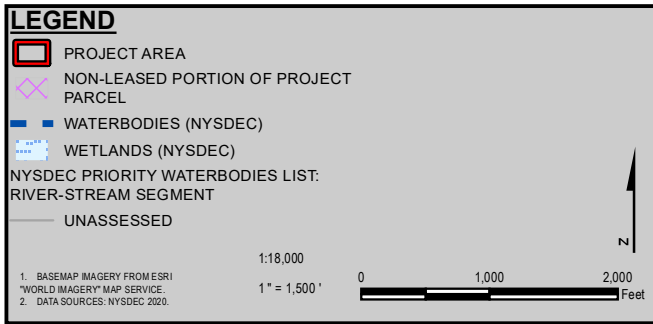 LEGEND
PROJECT AREA
NON-LEASED PORTION OF PROJECT
PARCEL
WATERBODIES (NYSDEC)
WETLANDS (NYSDEC)
NYSDEC PRIORITY WATERBODIES LIST:
RIVER-STREAM SEGMENT
UNASSESSED
N
1. BASEMAP IMAGERY FROM ESRI
"WORLD IMAGERY" MAP SERVICE.
2. DATA SOURCES: NYSDEC 2020.
1:18,000
1 " = 1,500 '
0 1,000 2,000
Feet